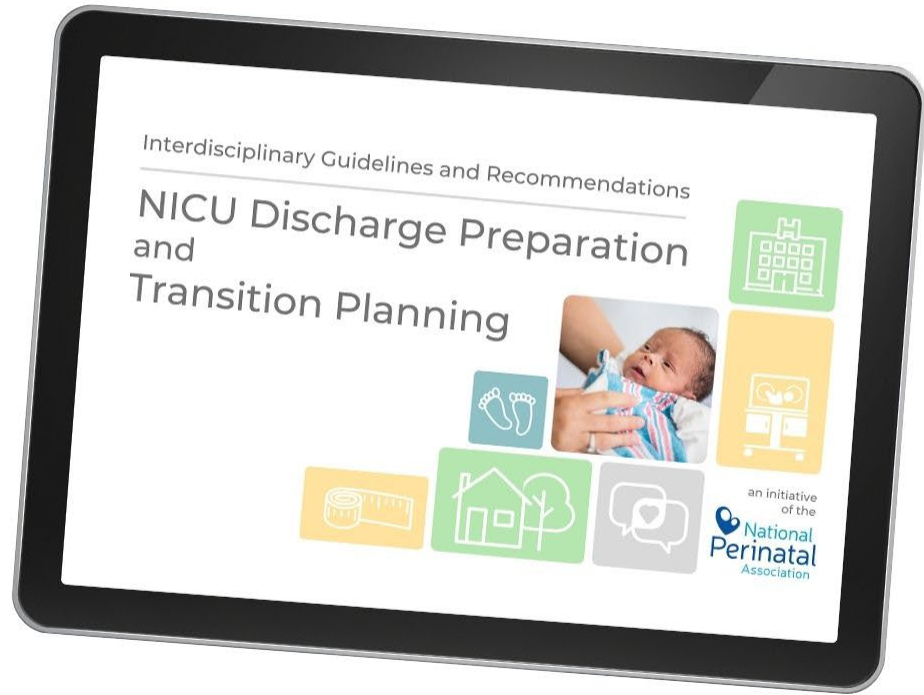 Interdisciplinary Guidelines and Recommendations
NICU Discharge Preparation
and
Transition Planning
an initiative
of the
National
Perinatal
Association